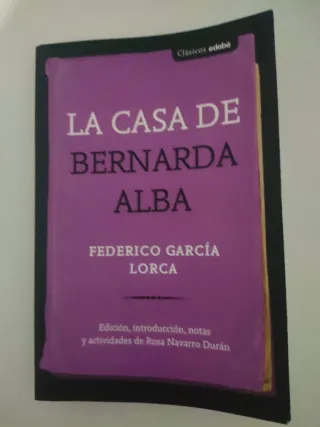 Clásicos edebé
LA CASA DE
BERNARDA
ALBA
FEDERICO GARCÍA
LORCA
Edición, introducción, notas
y actividades de Rosa Navarro Durán